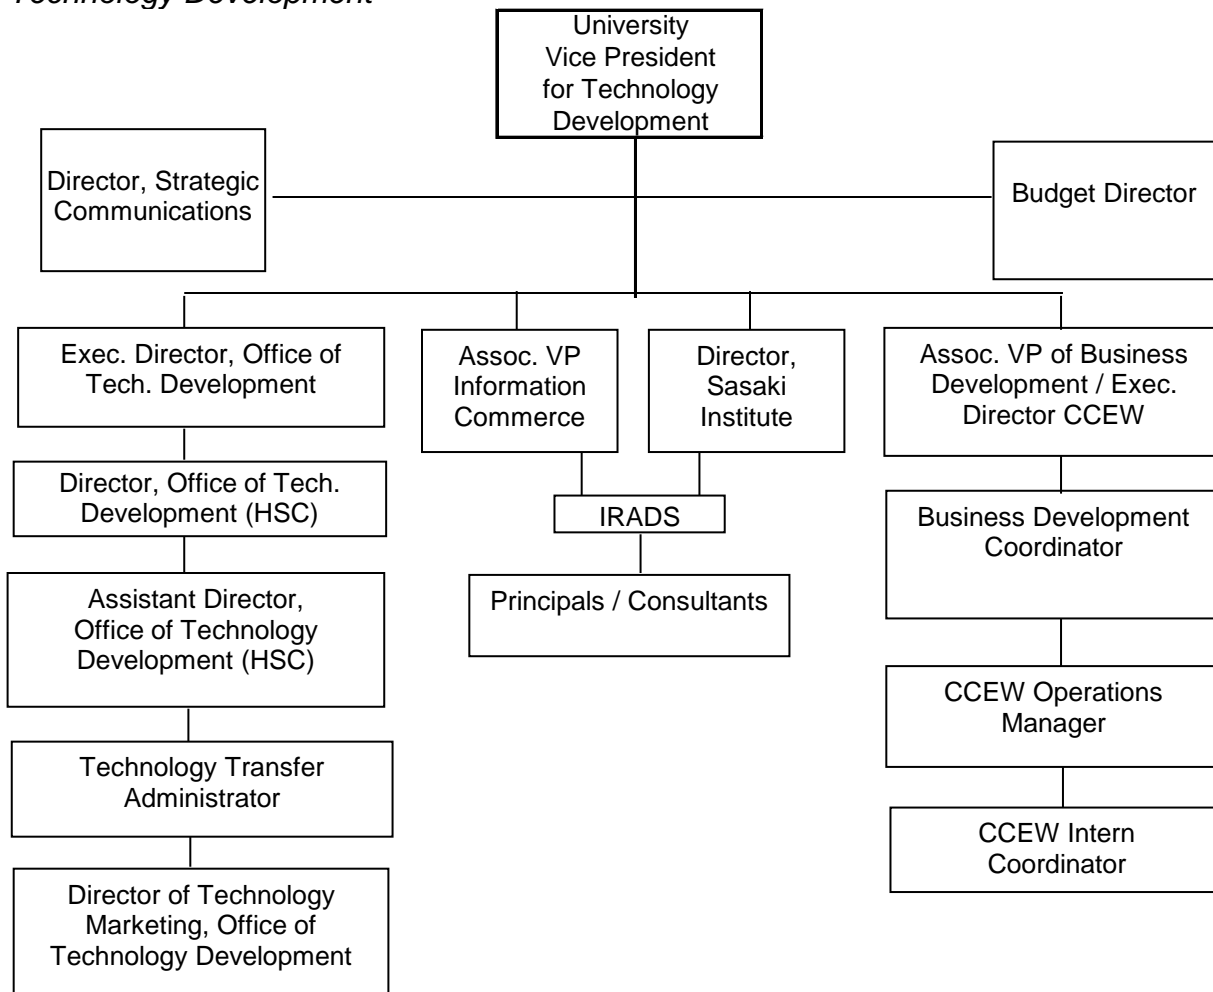 Technology Development
University
Vice President
for Technology
Development
Director, Strategic
Communications
Budget Director
Exec. Director, Office of
Tech. Development
Assoc. VP
Information
Commerce
Director,
Sasaki
Institute
Assoc. VP of Business
Development / Exec.
Director CCEW
Director, Office of Tech.
Development (HSC)
IRADS
Business Development
Coordinator
Assistant Director,
Office of Technology
Development (HSC)
Principals / Consultants
CCEW Operations
Manager
Technology Transfer
Administrator
CCEW Intern
Coordinator
Director of Technology
Marketing, Office of
Technology Development